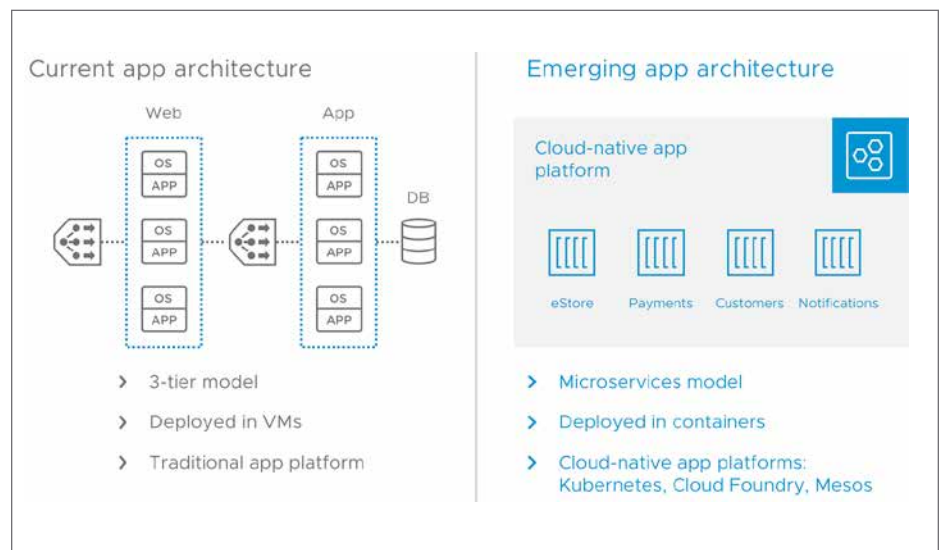 Current app architecture
Web
App
OS
APP
OS
APP
OS
APP
OS
APP
OS
APP
OS
APP
DB
3-tier model
Deployed in VMs
Traditional app platform
Emerging app architecture
Cloud-native app
platform
eStore
Payments
Customers
Notifications
Microservices model
Deployed in containers
Cloud-native app platforms:
Kubernetes, Cloud Foundry, Mesos